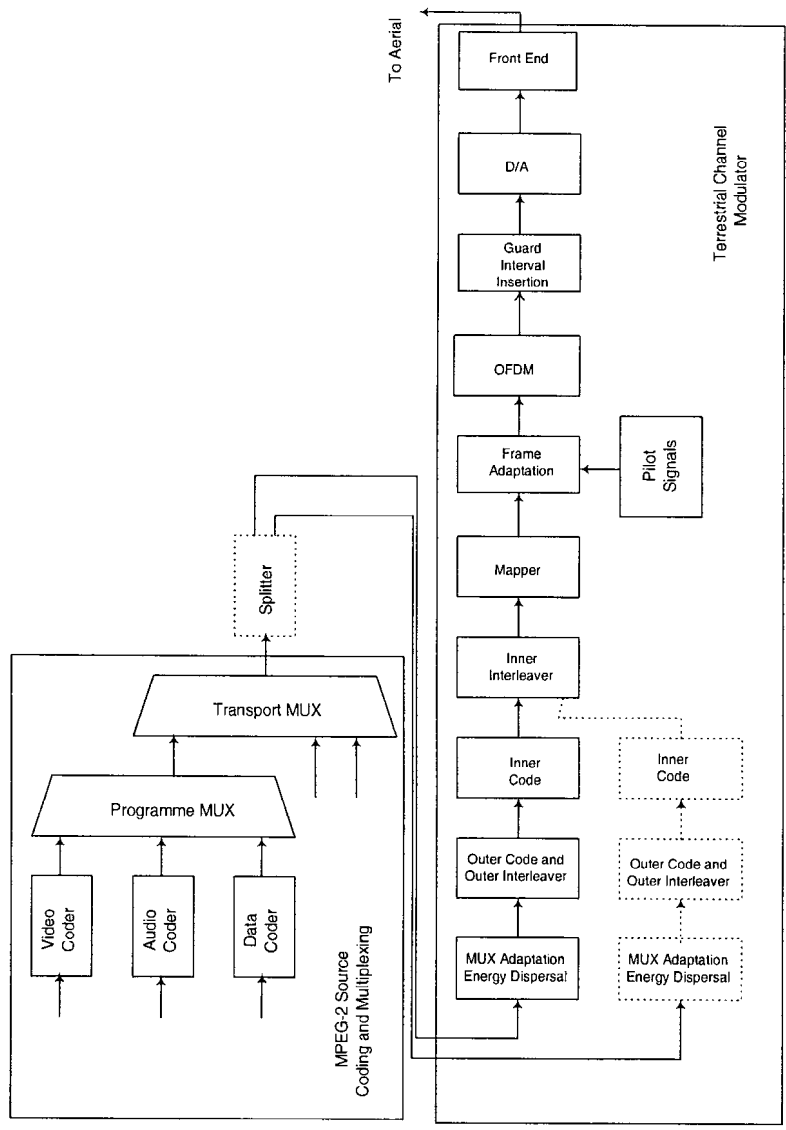 To Aerial
Front End
D/A
Guard
Interval
Insertion
OFDM
Frame
Adaptation
Pilot
Signals
Mapper
Inner
Interleaver
Inner
Code
Outer Code and
Outer Interleaver
MUX Adaptation
Energy Dispersal
Inner
Code
Outer Code and
Outer Interleaver
MUX Adaptation
Energy Dispersal
Terrestrial Channel
Modulator
Splitter
Transport MUX
Programme MUX
Video
Coder
Audio
Coder
Data
Coder
MPEG-2 Source
Coding and Multiplexing